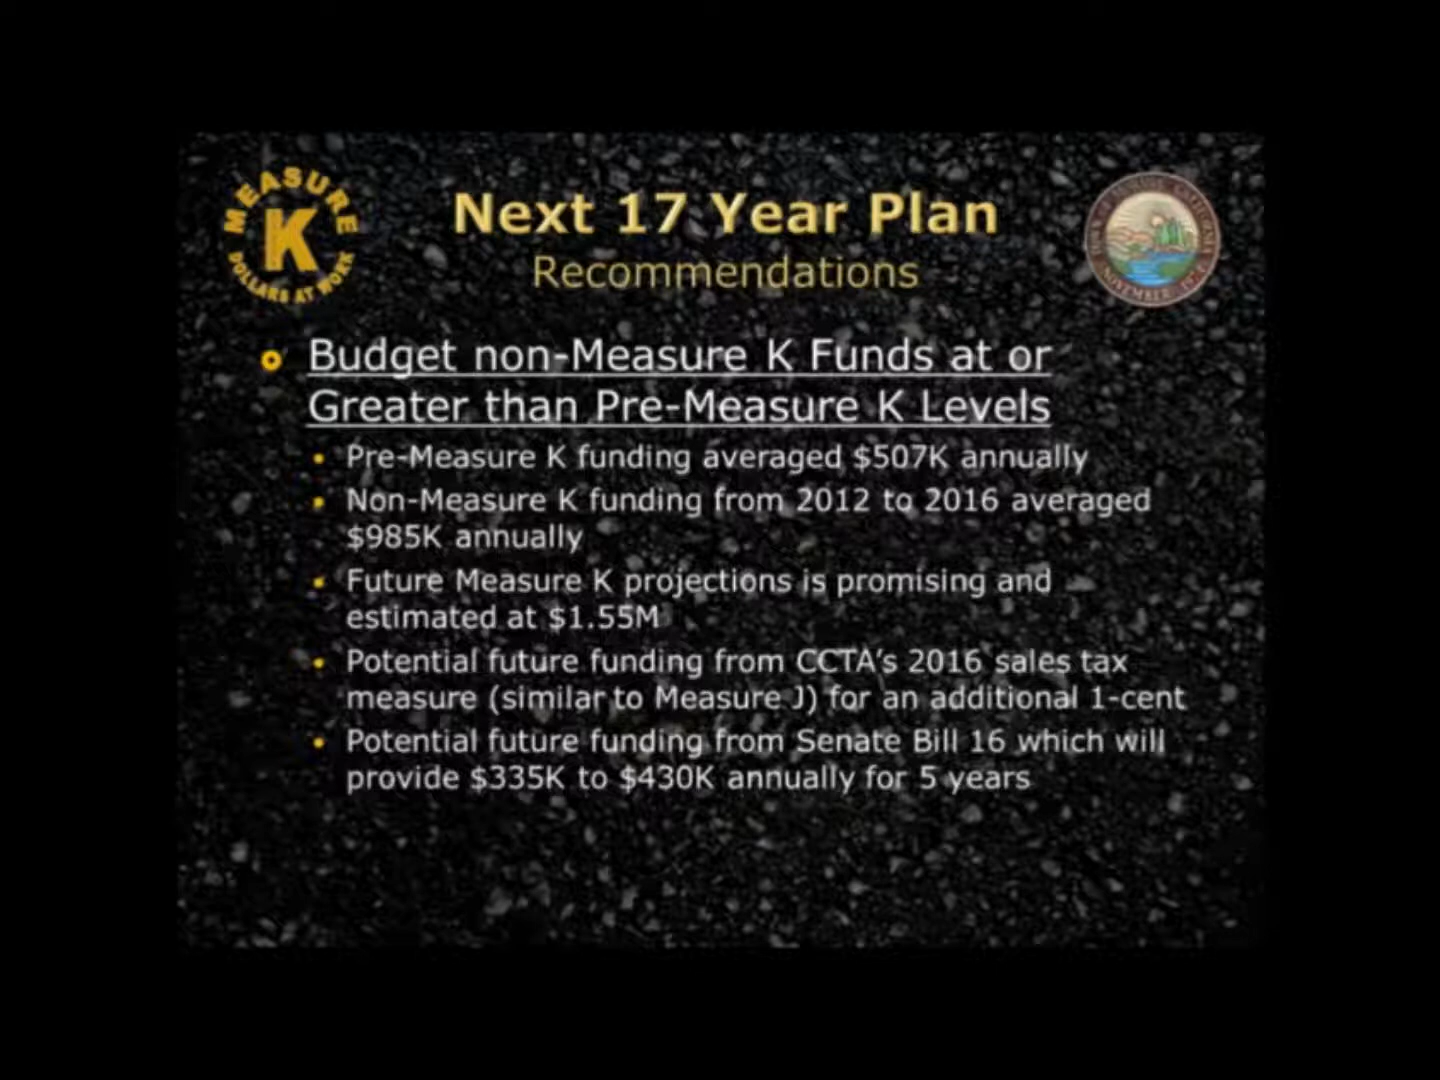 MEASURE
K
DOLLARS AT WORK
Next 17 Year Plan
Recommendations
Budget non-Measure K Funds at or
Greater than Pre-Measure K Levels
Pre-Measure K funding averaged $507K annually
Non-Measure K funding from 2012 to 2016 averaged
$985K annually
Future Measure K projections is promising and
estimated at $1.55M
Potential future funding from CCTA's 2016 sales tax
measure (similar to Measure J) for an additional 1-cent
Potential future funding from Senate Bill 16 which will
provide $335K to $430K annually for 5 years
NOVEMBER